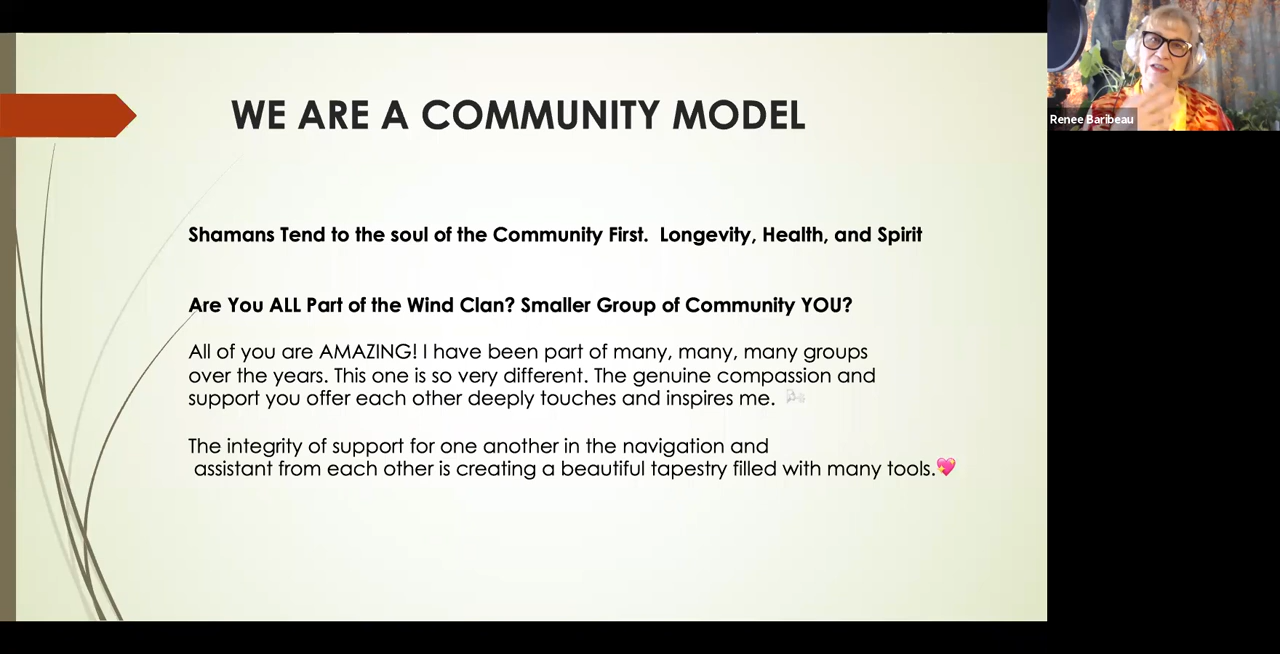 WE ARE A COMMUNITY MODEL
Renee Baribeau
Shamans Tend to the soul of the Community First.  Longevity, Health, and Spirit
Are You ALL Part of the Wind Clan? Smaller Group of Community YOU?
All of you are AMAZING! I have been part of many, many, many groups
over the years. This one is so very different. The genuine compassion and
support you offer each other deeply touches and inspires me. 🌬️
The integrity of support for one another in the navigation and
assistant from each other is creating a beautiful tapestry filled with many tools.💖